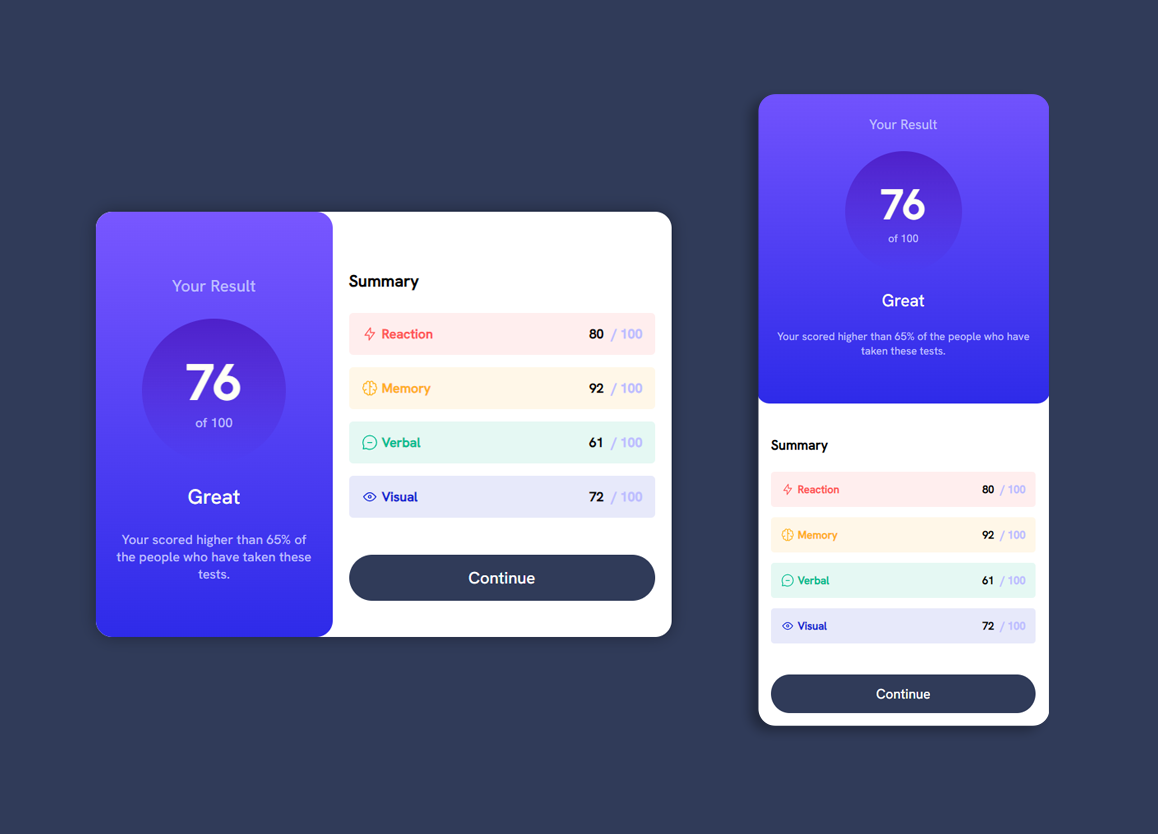 Your Result
76
of 100
Great
Your scored higher than 65% of
the people who have taken these
tests.
Summary
Reaction 80 / 100
Memory 92 / 100
Verbal 61 / 100
Visual 72 / 100
Continue
Your Result
76
of 100
Great
Your scored higher than 65% of the people who have
taken these tests.
Summary
Reaction 80 / 100
Memory 92 / 100
Verbal 61 / 100
Visual 72 / 100
Continue